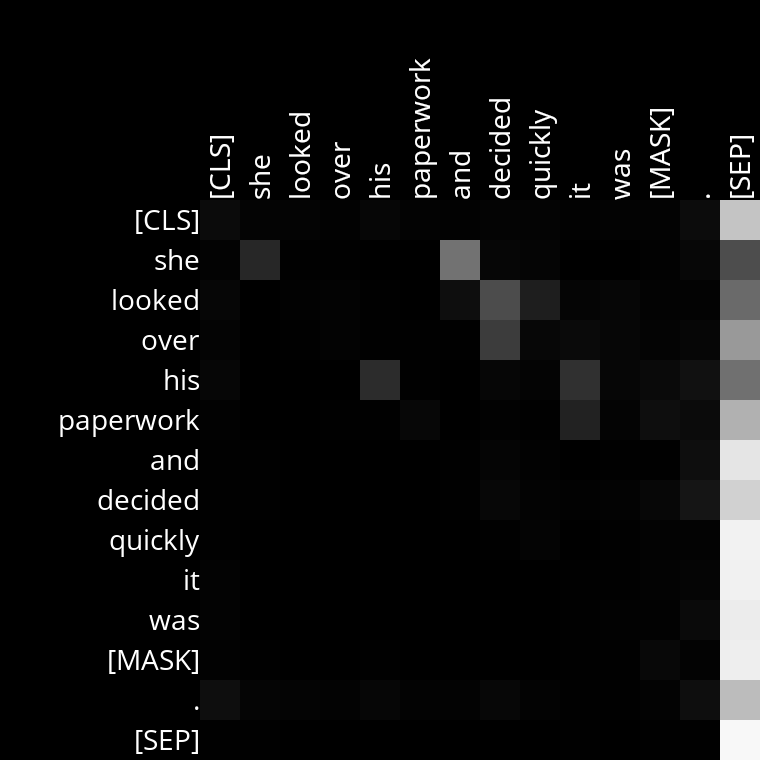 [CLS] she looked over his paperwork and decided quickly it was [MASK] . [SEP]
[CLS]
she
looked
over
his
paperwork
and
decided
quickly
it
was
[MASK]
.
[SEP]